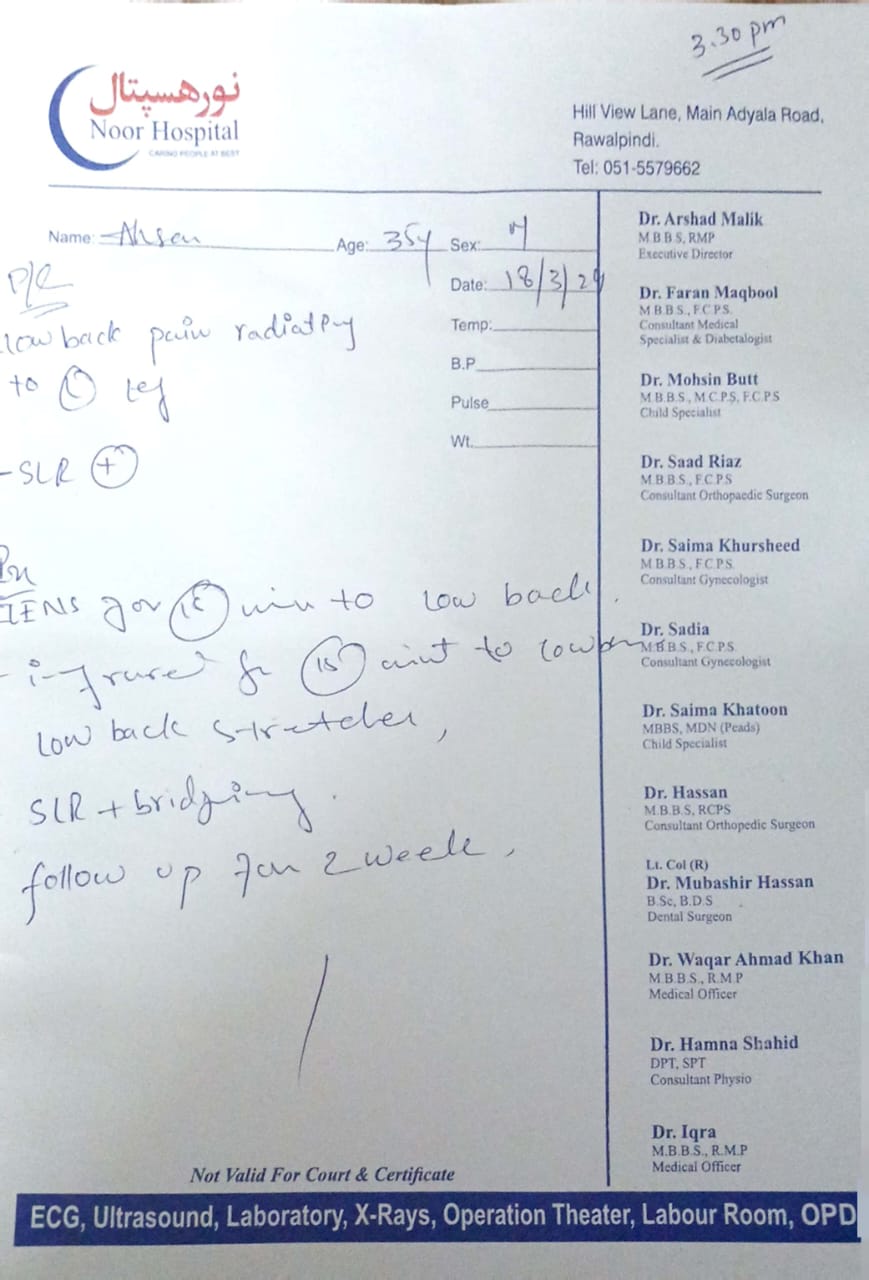 3.30 pm
نور هسپتال
Noor Hospital
CARING PEOPLE AT BEST
Hill View Lane, Main Adyala Road,
Rawalpindi.
Tel: 051-5579662
Name: Ahsan Age: 35y Sex: M
Date: 18/3/24
Temp:
B.P
Pulse
Wt.
P/C
low back pain radiating
to L leg
- SLR +
Rx
TENS for 15 min to low back.
- infrared for 15 mint to low
low back stretches,
SLR + bridging.
follow up for 2 week,
Dr. Arshad Malik
M.B.B.S, RMP
Executive Director
Dr. Faran Maqbool
M.B.B.S., F.C.P.S.
Consultant Medical
Specialist & Diabetalogist
Dr. Mohsin Butt
M.B.B.S., M.C.P.S, F.C.P.S
Child Specialist
Dr. Saad Riaz
M.B.B.S., F.C.P.S
Consultant Orthopaedic Surgeon
Dr. Saima Khursheed
M.B.B.S., F.C.P.S.
Consultant Gynecologist
Dr. Sadia
M.B.B.S., F.C.P.S.
Consultant Gynecologist
Dr. Saima Khatoon
MBBS, MDN (Peads)
Child Specialist
Dr. Hassan
M.B.B.S, RCPS
Consultant Orthopedic Surgeon
Lt. Col (R)
Dr. Mubashir Hassan
B.Sc, B.D.S
Dental Surgeon
Dr. Waqar Ahmad Khan
M.B.B.S., R.M.P
Medical Officer
Dr. Hamna Shahid
DPT, SPT
Consultant Physio
Dr. Iqra
M.B.B.S., R.M.P
Medical Officer
Not Valid For Court & Certificate
ECG, Ultrasound, Laboratory, X-Rays, Operation Theater, Labour Room, OPD